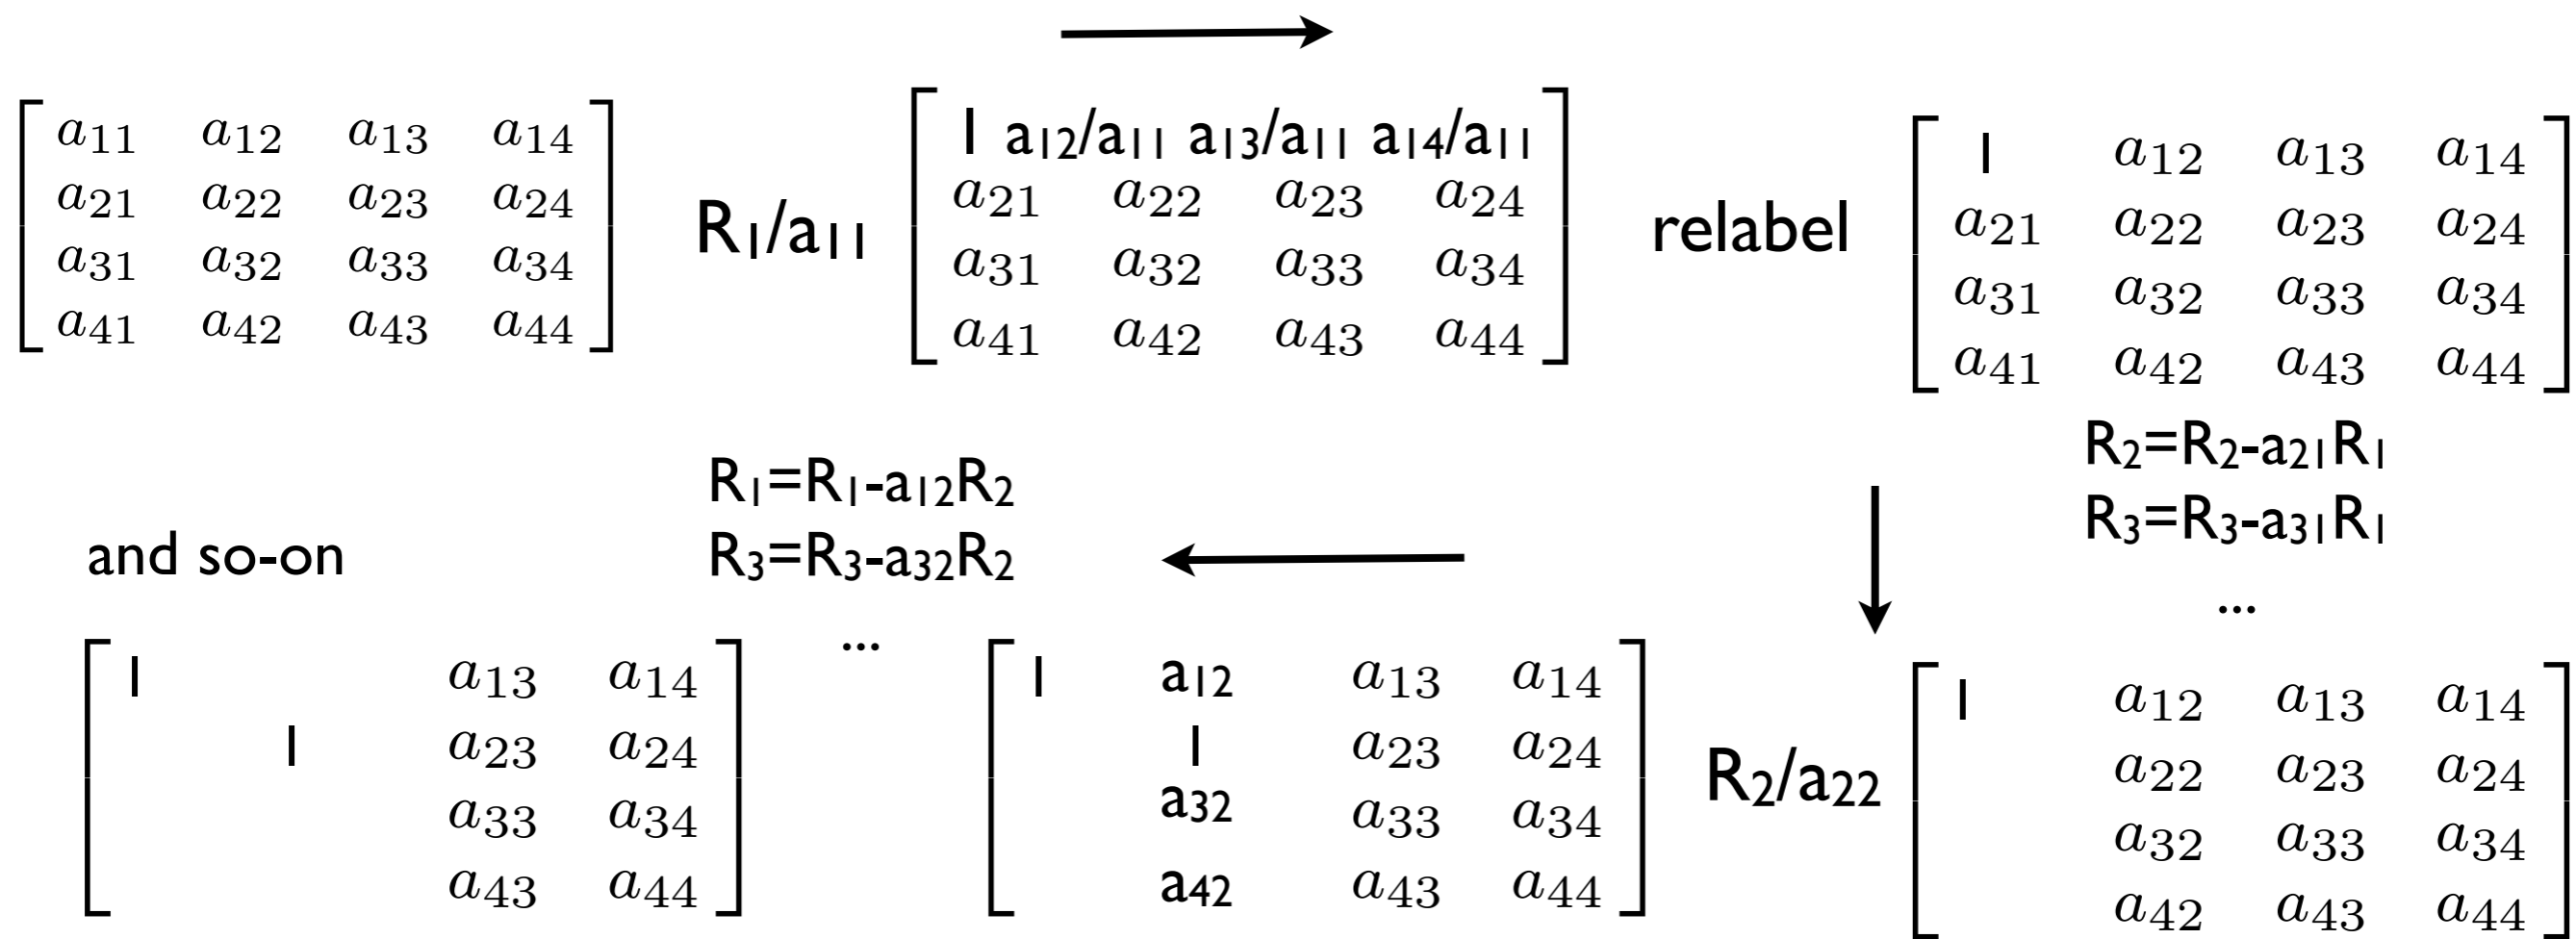 a11 a12 a13 a14
a21 a22 a23 a24
a31 a32 a33 a34
a41 a42 a43 a44
R1/a11
1 a12/a11 a13/a11 a14/a11
a21 a22 a23 a24
a31 a32 a33 a34
a41 a42 a43 a44
relabel
1 a12 a13 a14
a21 a22 a23 a24
a31 a32 a33 a34
a41 a42 a43 a44
R2=R2-a21R1
R3=R3-a31R1
...
1 a12 a13 a14
a22 a23 a24
a32 a33 a34
a42 a43 a44
R2/a22
1 a12 a13 a14
1 a23 a24
a32 a33 a34
a42 a43 a44
R1=R1-a12R2
R3=R3-a32R2
...
and so-on
1 a13 a14
1 a23 a24
a33 a34
a43 a44